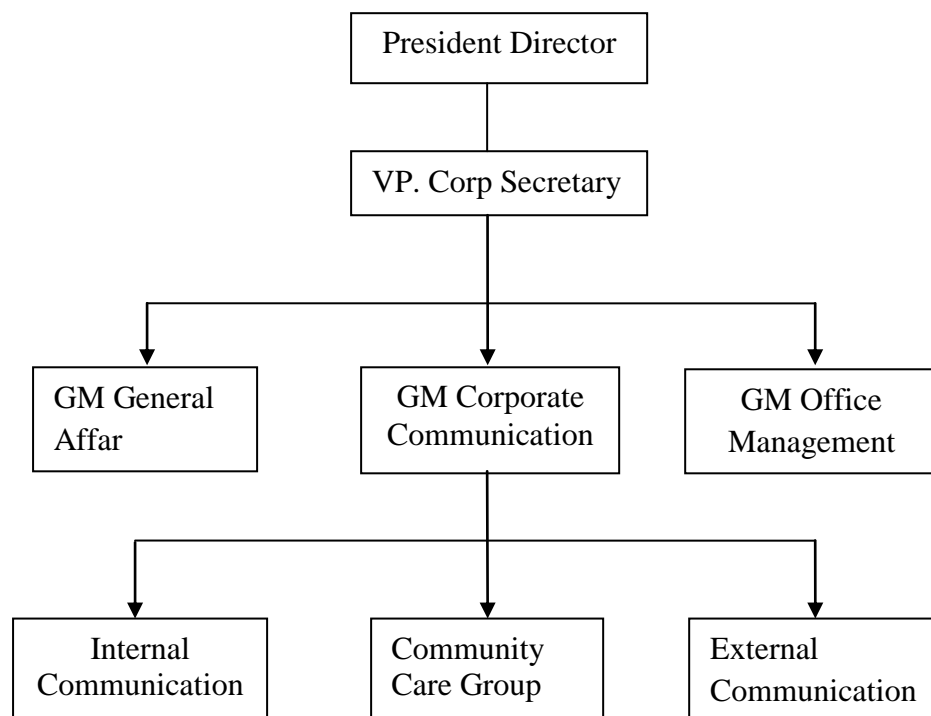 President Director
VP. Corp Secretary
GM General
Affar
GM Corporate
Communication
GM Office
Management
Internal
Communication
Community
Care Group
External
Communication